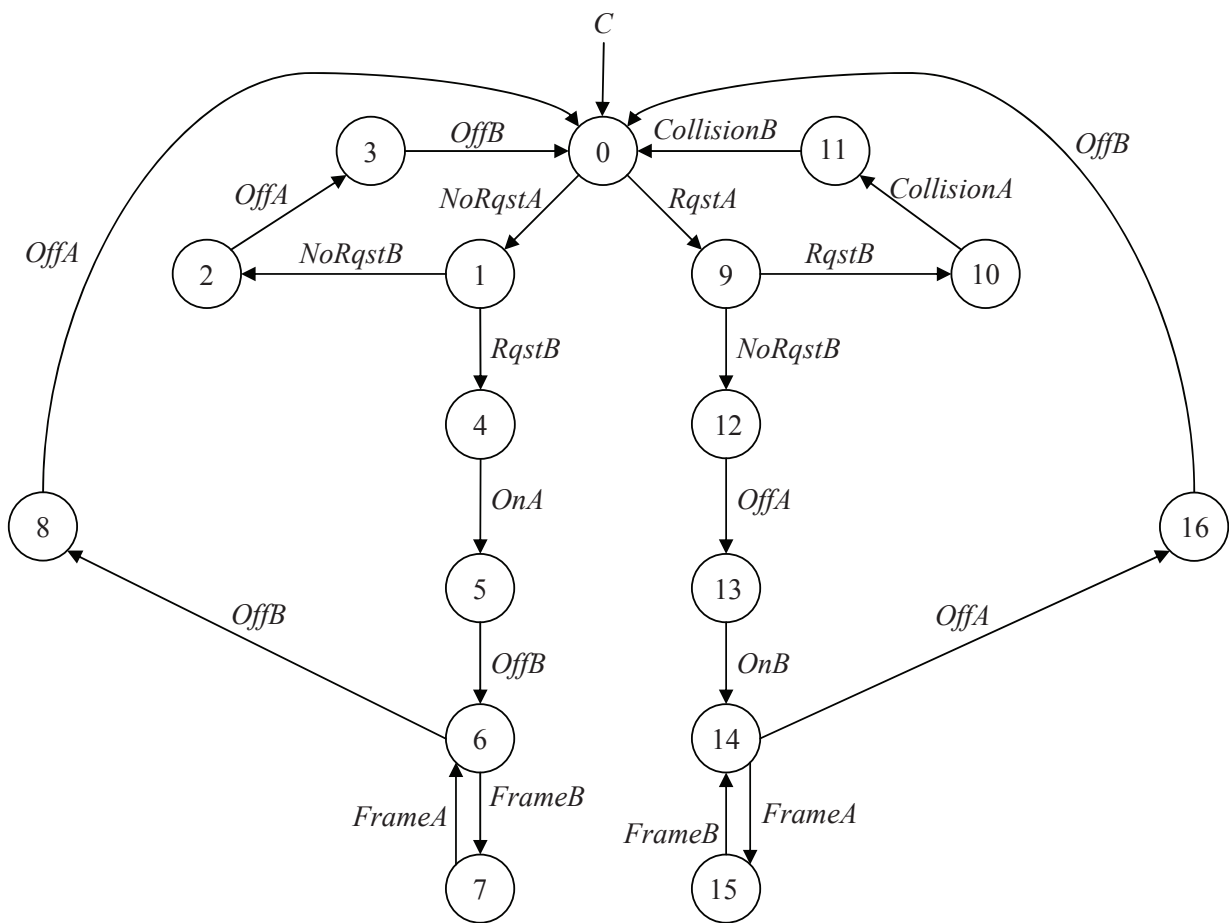 C
OffB
CollisionB
3
0
11
OffB
OffA
NoRqstA
RqstA
CollisionA
OffA
NoRqstB
RqstB
2
1
9
10
RqstB
NoRqstB
4
12
OnA
OffA
8
16
5
13
OffB
OffB
OnB
OffA
6
14
FrameB
FrameA
FrameA
FrameB
7
15